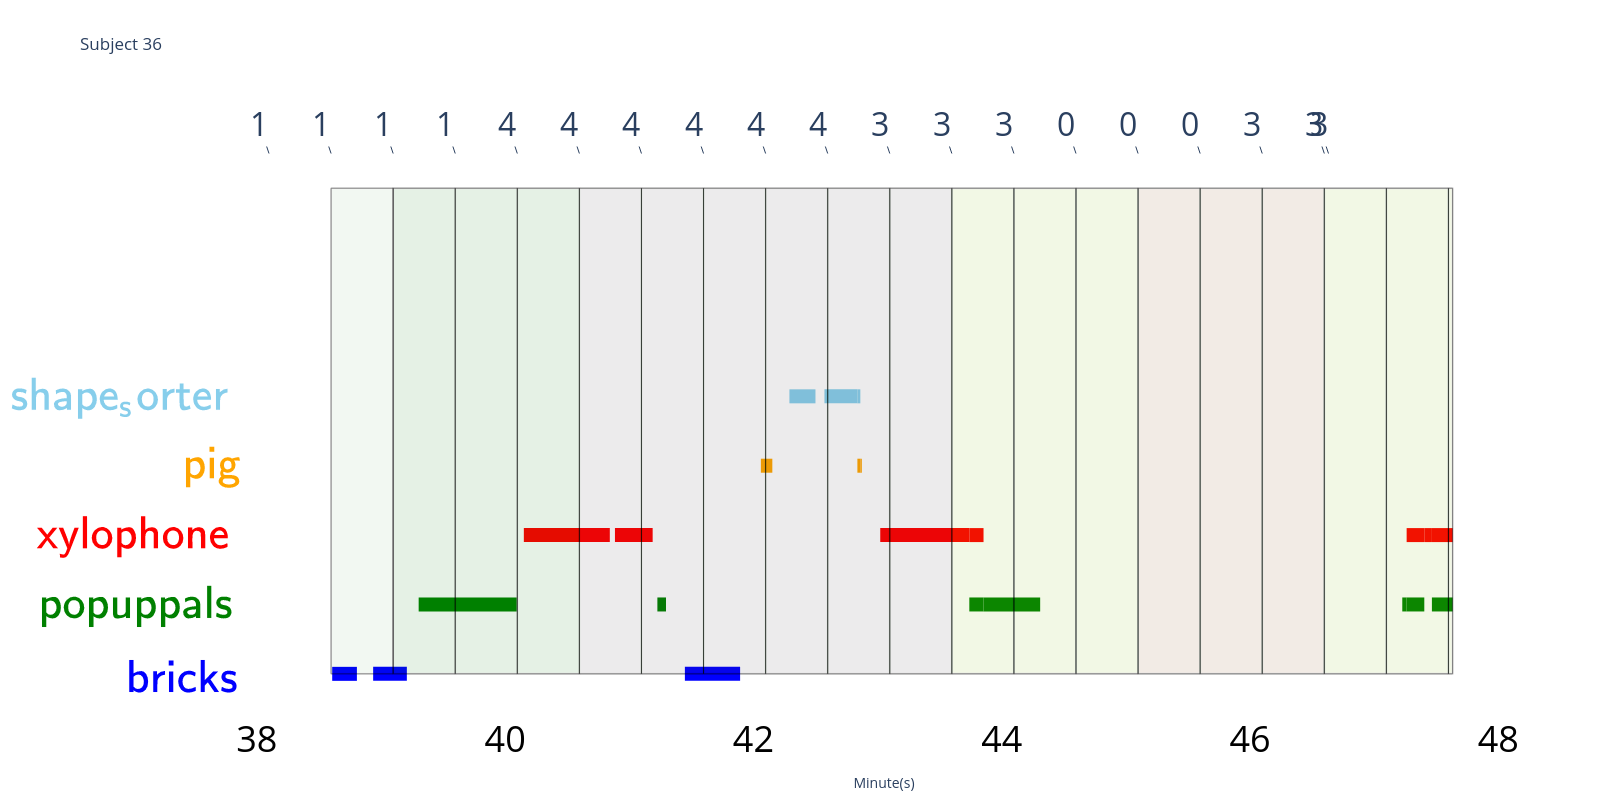 Subject 36
1 1 1 1 4 4 4 4 4 4 3 3 3 0 0 0 3 3 3
shapesorter
pig
xylophone
popuppals
bricks
38 40 42 44 46 48
Minute(s)